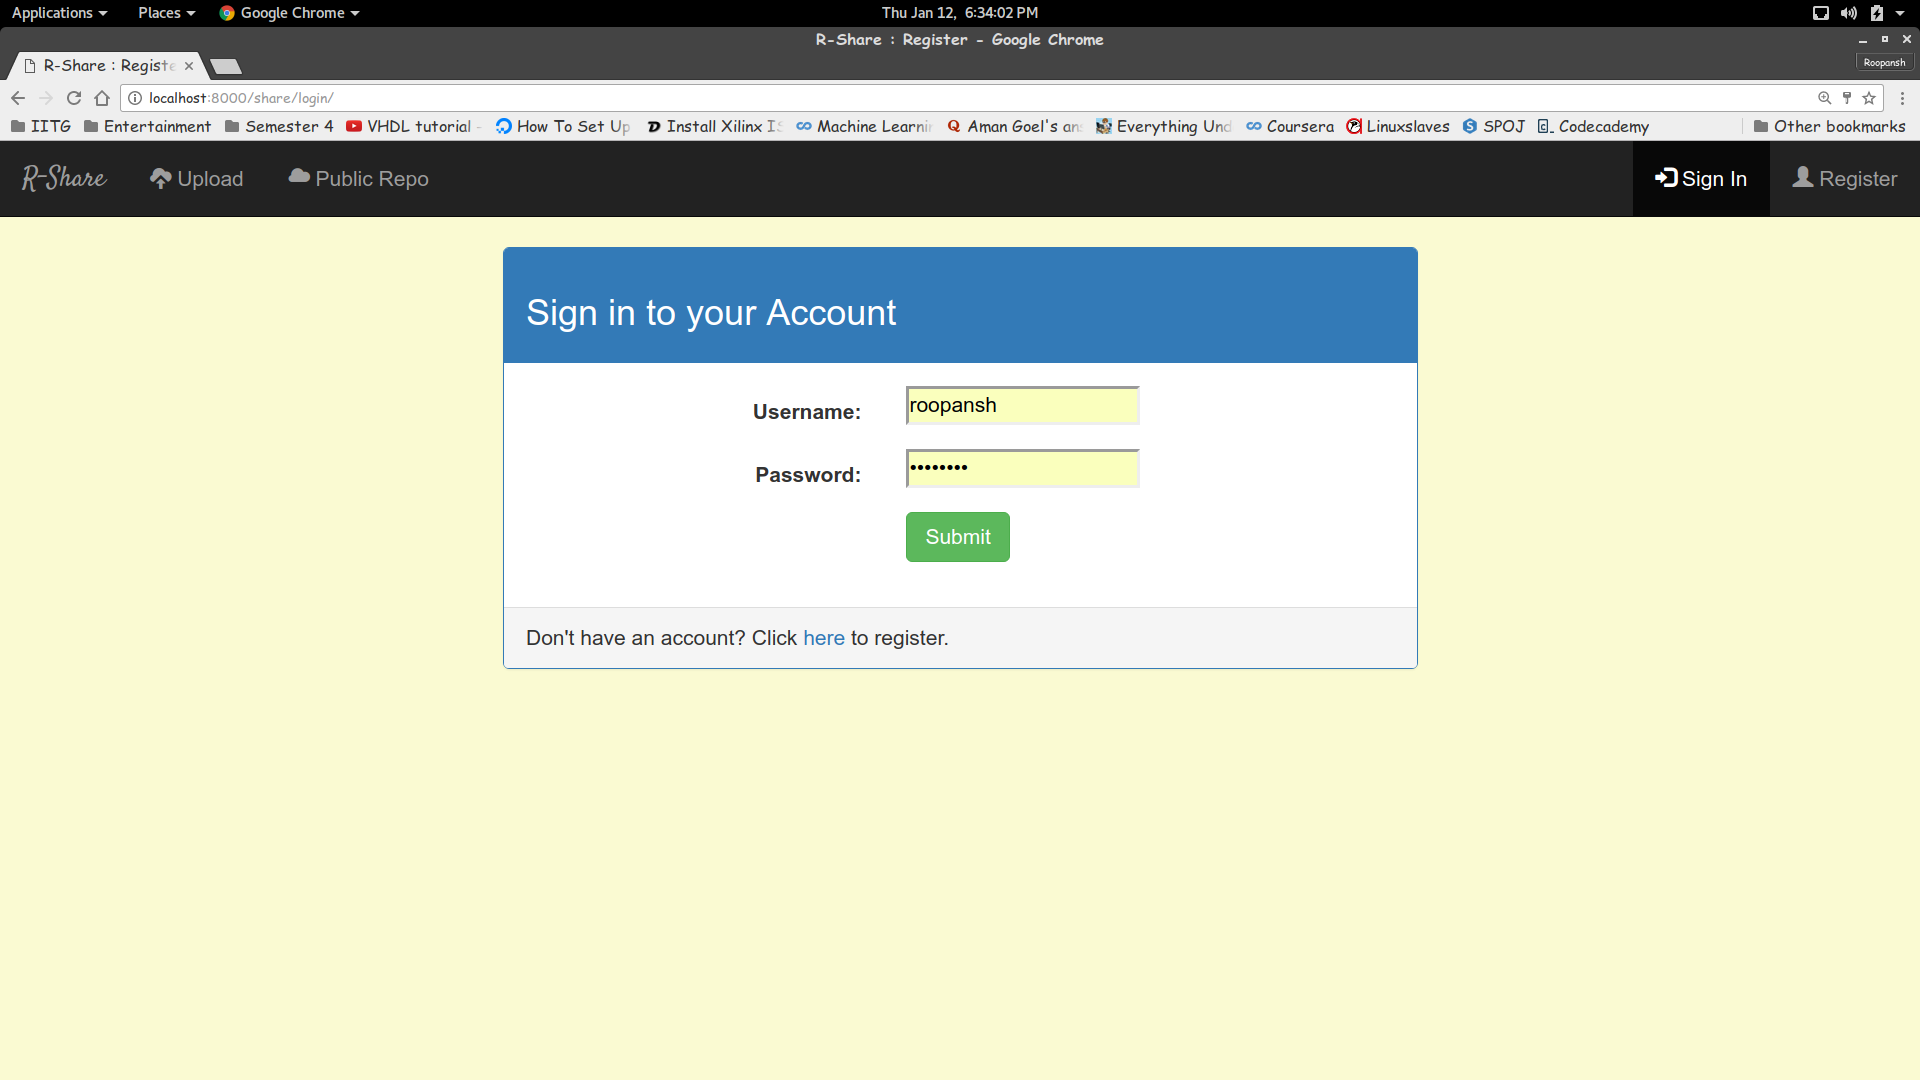 Applications Places Google Chrome Thu Jan 12, 6:34:02 PM
R-Share : Register - Google Chrome
R-Share : Registe Roopansh
localhost:8000/share/login/
IITG Entertainment Semester 4 VHDL tutorial - How To Set Up Install Xilinx IS Machine Learni Aman Goel's an Everything Und Coursera Linuxslaves SPOJ Codecademy Other bookmarks
R-Share Upload Public Repo Sign In Register
Sign in to your Account
Username: roopansh
Password: ••••••••
Submit
Don't have an account? Click here to register.